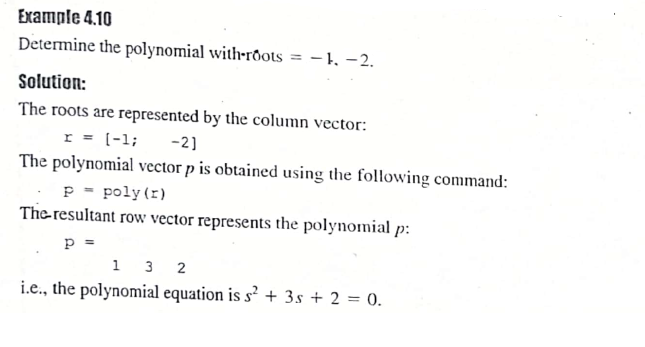 Example 4.10
Determine the polynomial with roots = -1, -2.
Solution:
The roots are represented by the column vector:
r = [-1; -2]
The polynomial vector p is obtained using the following command:
p = poly(r)
The resultant row vector represents the polynomial p:
p =
1 3 2
i.e., the polynomial equation is s² + 3s + 2 = 0.